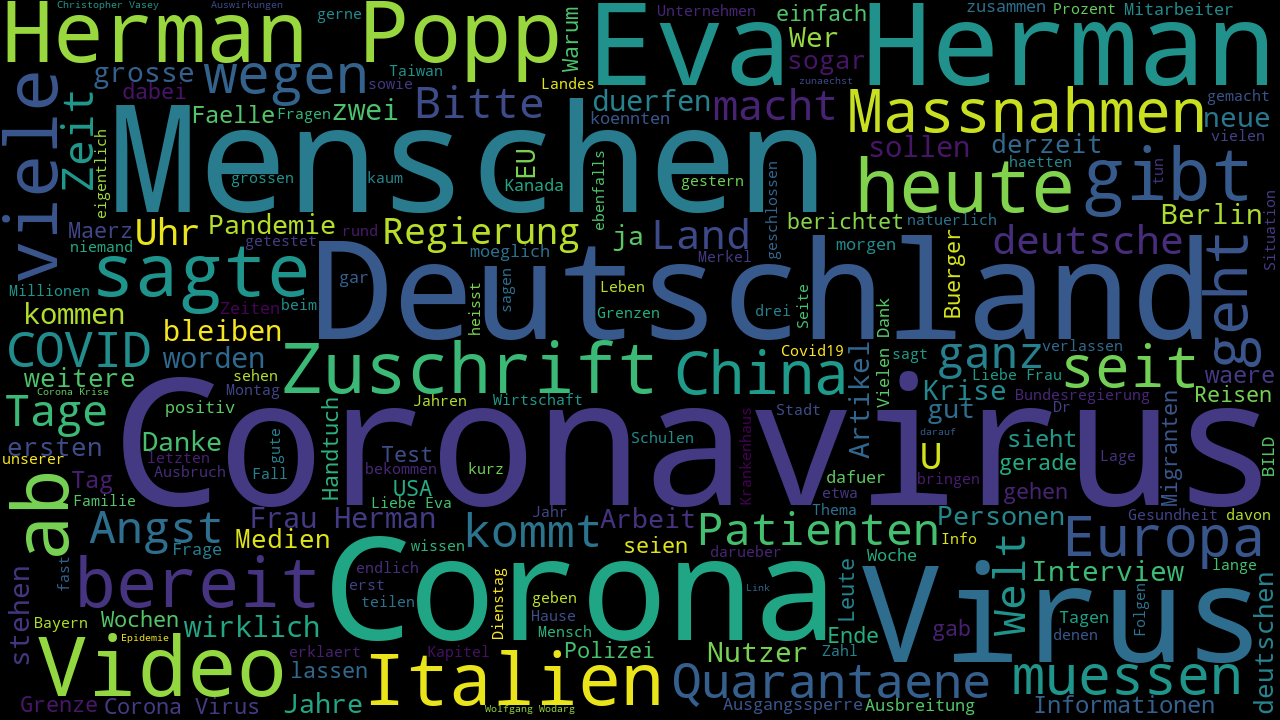 Christopher Vasey
Auswirkungen
gerne
Herman Popp
Eva Herman
Warum
Unternehmen
einfach
zusammen
Prozent
Mitarbeiter
Wer
viele
Zeit
grosse
wegen
Taiwan
sogar
dabei
sowie
Landes
zunaechst
Bitte
duerfen
macht
Massnahmen
gemacht
Faelle
Fragen
zwei
koennten
neue
Menschen
eigentlich
EU
ebenfalls
sollen
derzeit
vielen
haetten
tun
grossen
kaum
Kanada
gestern
geschlossen
heute
gibt
Maerz
Uhr
Pandemie
Regierung
ja
Land
berichtet
natuerlich
Berlin
Situation
niemand
getestet
rund
moeglich
Merkel
morgen
Buerger
deutsche
geht
sagte
gar
Deutschland
Millionen
Zeiten
beim
heisst
sagen
Leben
Grenzen
drei
Seite
Vielen Dank
kommen
bleiben
COVID
worden
Zuschrift
China
Covid19
Artikel
sagt
ganz
verlassen
seit
waere
weitere
sehen
Liebe Frau
Corona Krise
Montag
Jahren
Wirtschaft
Krise
Bundesregierung
Reisen
Tage
positiv
Coronavirus
Handtuch
Krankenhaus
Stadt
gut
Dr
Migranten
ersten
Danke
gute
Test
Schulen
darauf
U
sieht
BILD
unserer
letzten
Ausbruch
Fall
bekommen
kurz
gerade
Lage
ab
Tag
USA
dafuer
bringen
Familie
Liebe Eva
etwa
gehen
Angst
Frau Herman
Jahr
Arbeit
Thema
Personen
Gesundheit
davon
Frage
Medien
kommt
seien
Patienten
Info
Europa
wissen
darueber
Woche
stehen
fast
bereit
endlich
Corona
Leute
Virus
Welt
Interview
lange
erst
Dienstag
Link
teilen
geben
Hause
Tagen
denen
Folgen
deutschen
Bayern
Wochen
wirklich
Mensch
gab
Epidemie
Ende
Video
erklaert
Kapitel
Polizei
Nutzer
Zahl
lassen
Italien
Quarantaene
muessen
Grenze
Corona Virus
Jahre
Wolfgang Wodarg
Ausgangssperre
Ausbreitung
Informationen